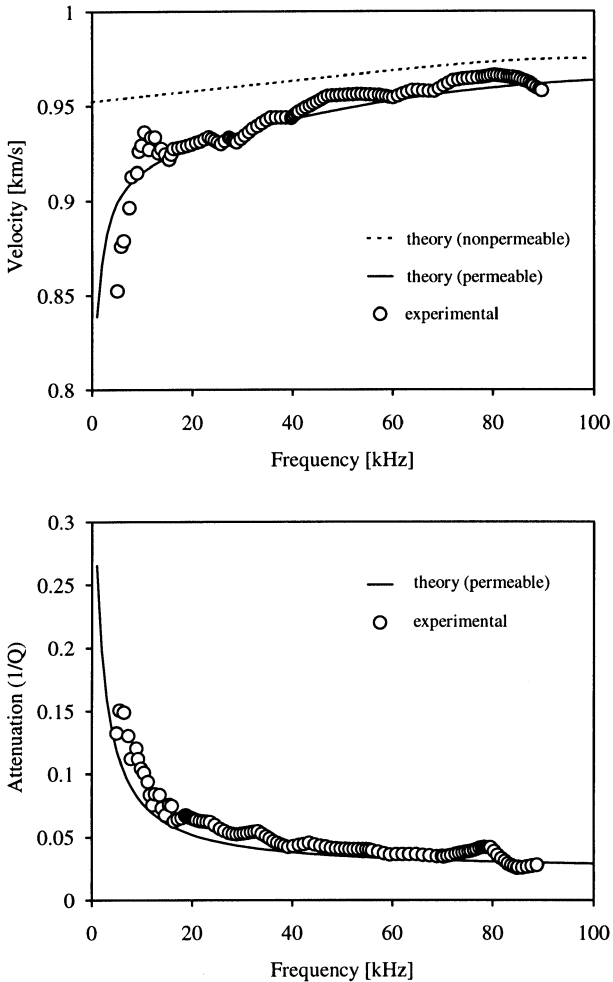 1
0.95
0.9
0.85
0.8
Velocity [km/s]
theory (nonpermeable)
theory (permeable)
experimental
0 20 40 60 80 100
Frequency [kHz]
0.3
0.25
0.2
0.15
0.1
0.05
0
Attenuation (1/Q)
theory (permeable)
experimental
0 20 40 60 80 100
Frequency [kHz]